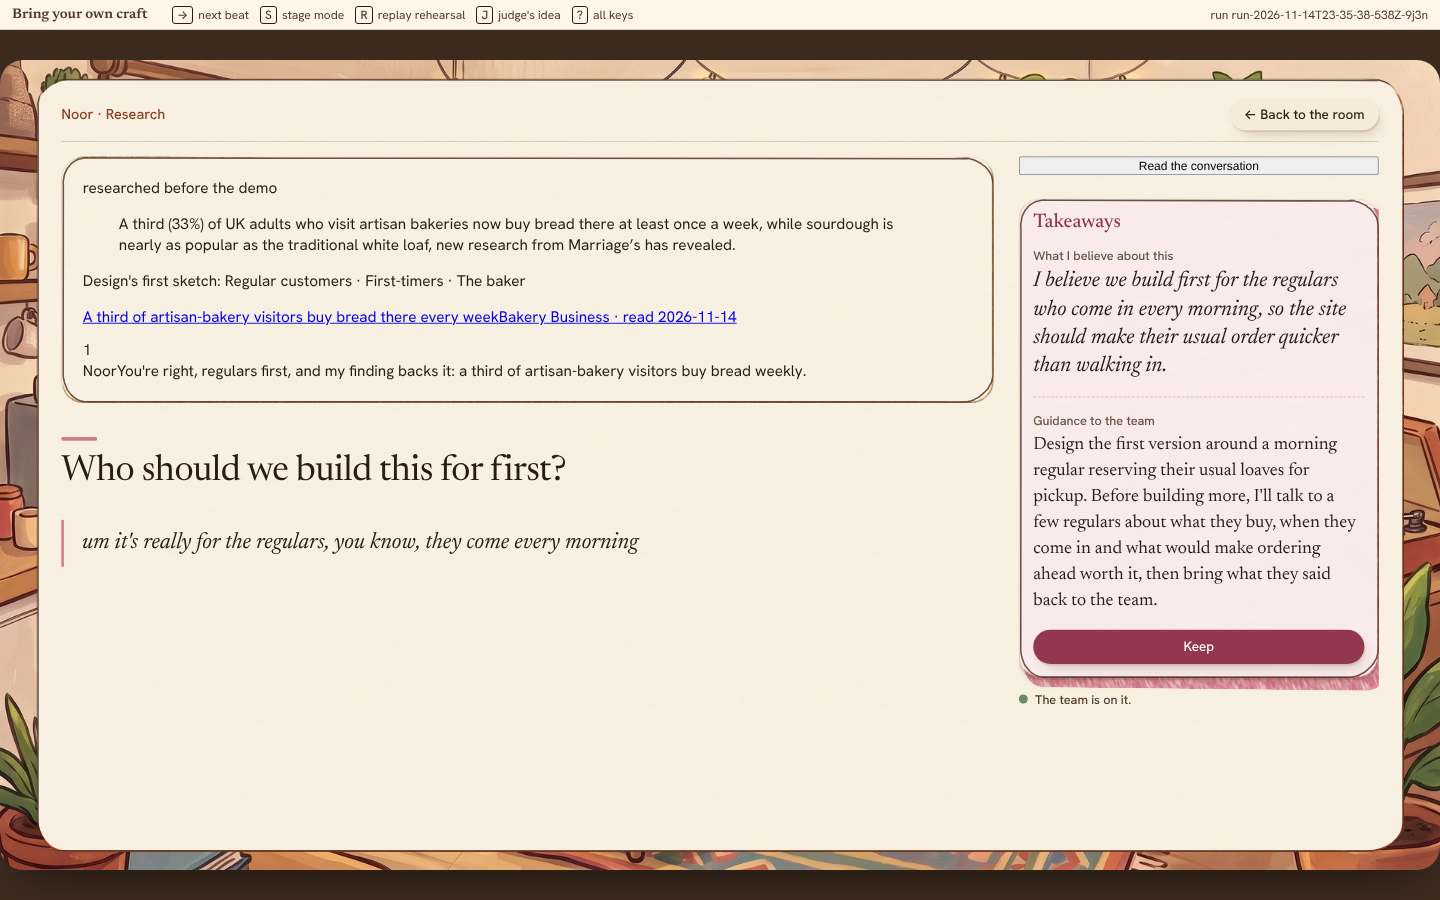 Bring your own craft
→ next beat S stage mode R replay rehearsal J judge's idea ? all keys
run run-2026-11-14T23-35-38-538Z-9j3n
Noor · Research
← Back to the room
researched before the demo
A third (33%) of UK adults who visit artisan bakeries now buy bread there at least once a week, while sourdough is
nearly as popular as the traditional white loaf, new research from Marriage’s has revealed.
Design's first sketch: Regular customers · First-timers · The baker
A third of artisan-bakery visitors buy bread there every weekBakery Business · read 2026-11-14
1
NoorYou're right, regulars first, and my finding backs it: a third of artisan-bakery visitors buy bread weekly.
Who should we build this for first?
um it's really for the regulars, you know, they come every morning
Read the conversation
Takeaways
What I believe about this
I believe we build first for the regulars
who come in every morning, so the site
should make their usual order quicker
than walking in.
Guidance to the team
Design the first version around a morning
regular reserving their usual loaves for
pickup. Before building more, I'll talk to a
few regulars about what they buy, when they
come in and what would make ordering
ahead worth it, then bring what they said
back to the team.
Keep
The team is on it.